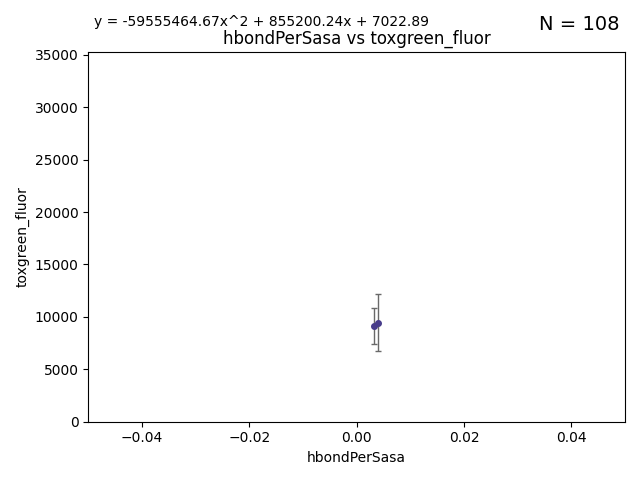 y = -59555464.67x^2 + 855200.24x + 7022.89
N = 108
hbondPerSasa vs toxgreen_fluor
35000
30000
25000
20000
15000
10000
5000
0
toxgreen_fluor
−0.04
−0.02
0.00
0.02
0.04
hbondPerSasa